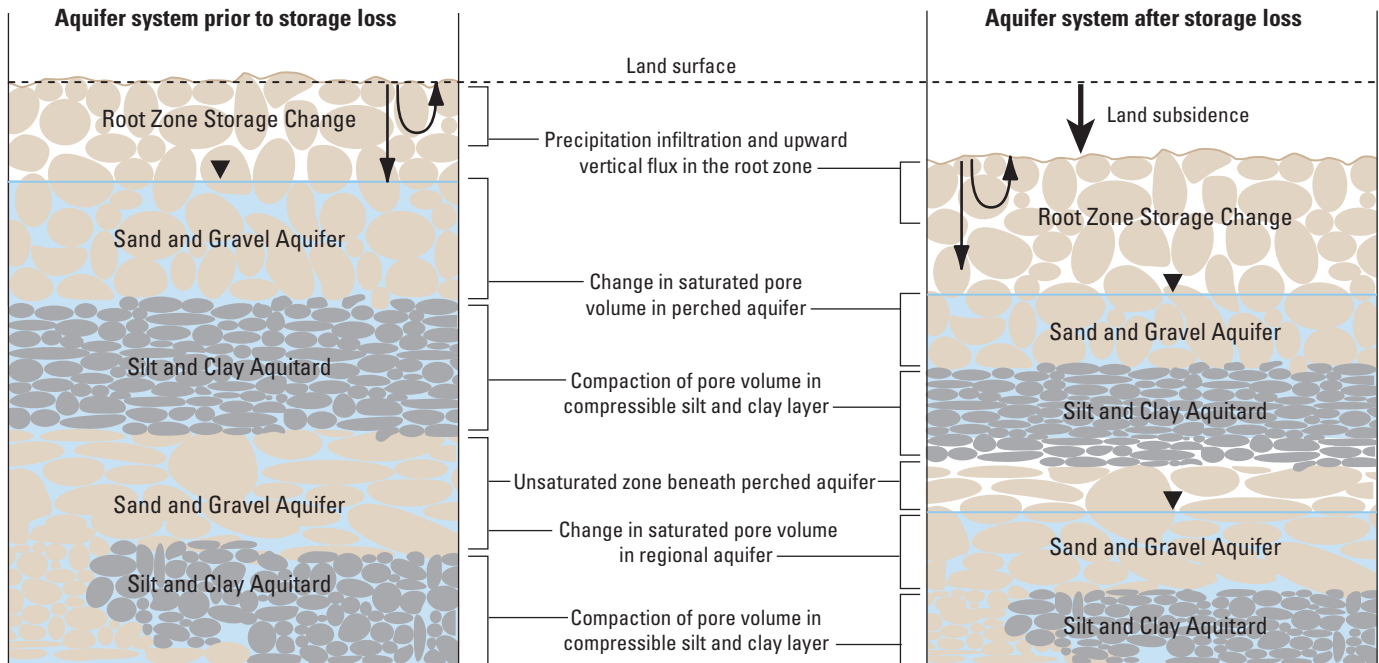 Aquifer system prior to storage loss
Aquifer system after storage loss
Land surface
Root Zone Storage Change
Sand and Gravel Aquifer
Silt and Clay Aquitard
Sand and Gravel Aquifer
Silt and Clay Aquitard
Precipitation infiltration and upward
vertical flux in the root zone
Change in saturated pore
volume in perched aquifer
Compaction of pore volume in
compressible silt and clay layer
Unsaturated zone beneath perched aquifer
Change in saturated pore volume
in regional aquifer
Compaction of pore volume in
compressible silt and clay layer
Land subsidence
Root Zone Storage Change
Sand and Gravel Aquifer
Silt and Clay Aquitard
Sand and Gravel Aquifer
Silt and Clay Aquitard